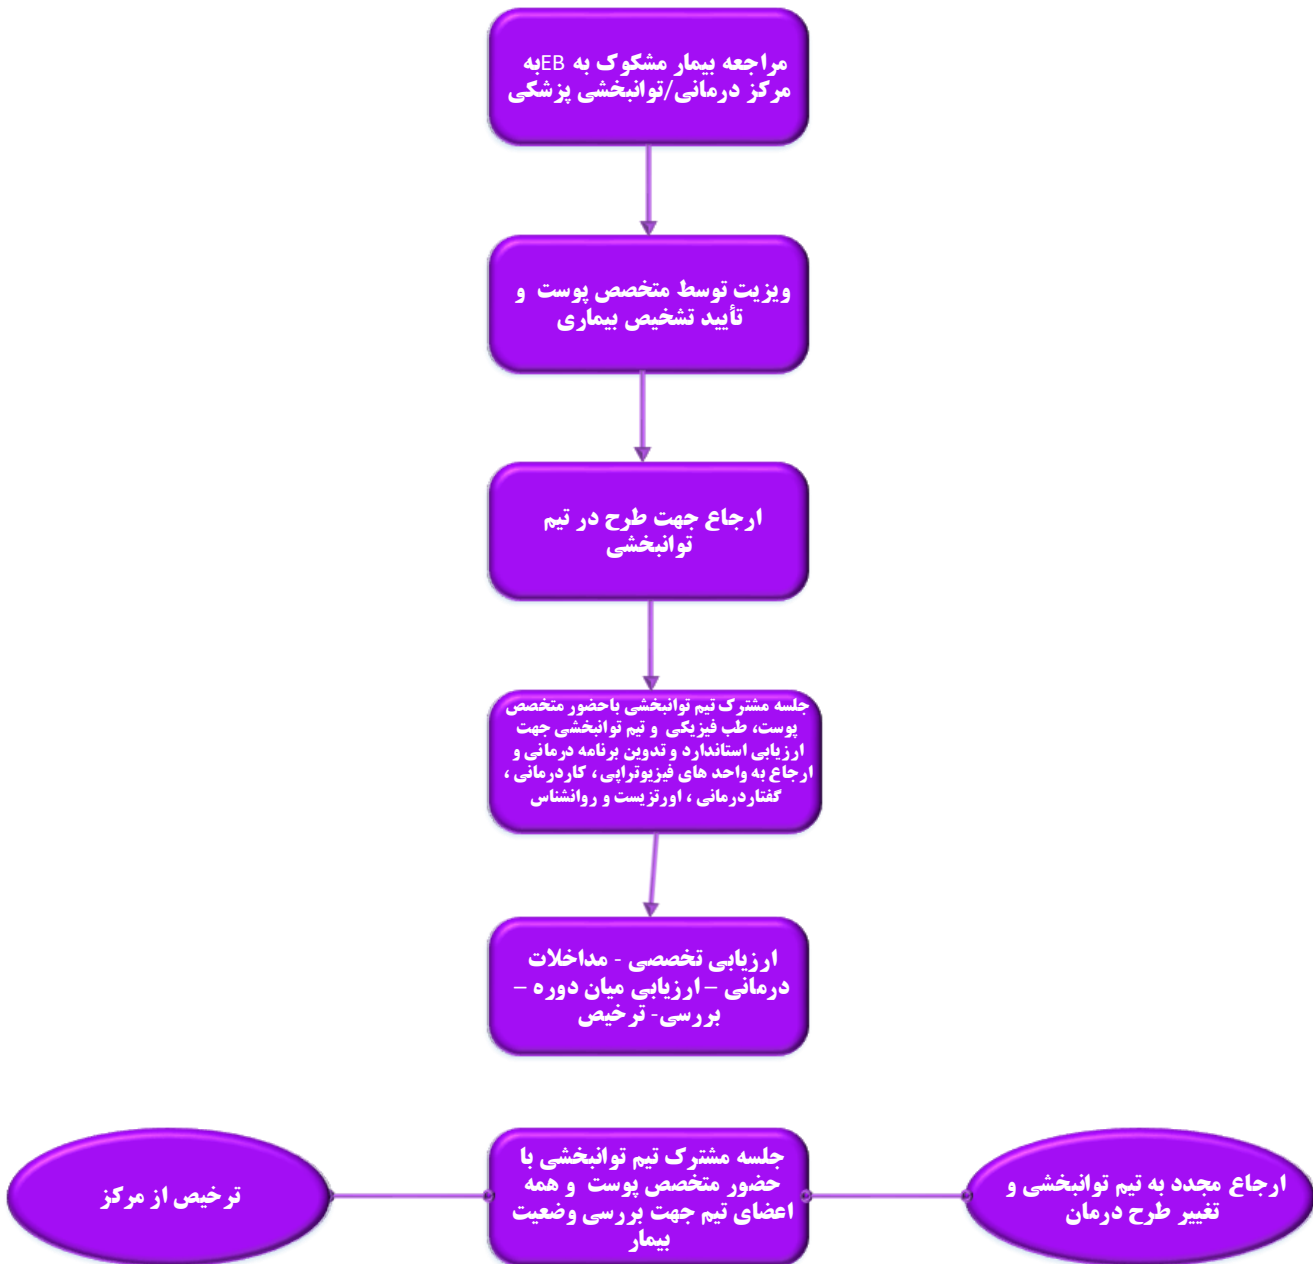 مراجعه بیمار مشکوک به EBبه
مرکز درمانی/توانبخشی پزشکی
ویزیت توسط متخصص پوست و
تأیید تشخیص بیماری
ارجاع جهت طرح در تیم
توانبخشی
جلسه مشترک تیم توانبخشی باحضور متخصص
پوست، طب فیزیکی و تیم توانبخشی جهت
ارزیابی استاندارد و تدوین برنامه درمانی و
ارجاع به واحد های فیزیوتراپی ، کاردرمانی ،
گفتاردرمانی ، اورتزیست و روانشناس
ارزیابی تخصصی - مداخلات
درمانی – ارزیابی میان دوره –
بررسی- ترخیص
ارجاع مجدد به تیم توانبخشی و
تغییر طرح درمان
جلسه مشترک تیم توانبخشی با
حضور متخصص پوست و همه
اعضای تیم جهت بررسی وضعیت
بیمار
ترخیص از مرکز